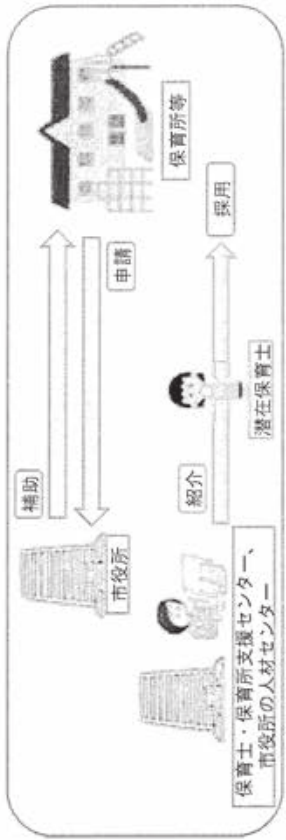 補助
市役所
申請
保育所等
紹介
採用
潜在保育士
保育士・保育所支援センター、
市役所の人材センター